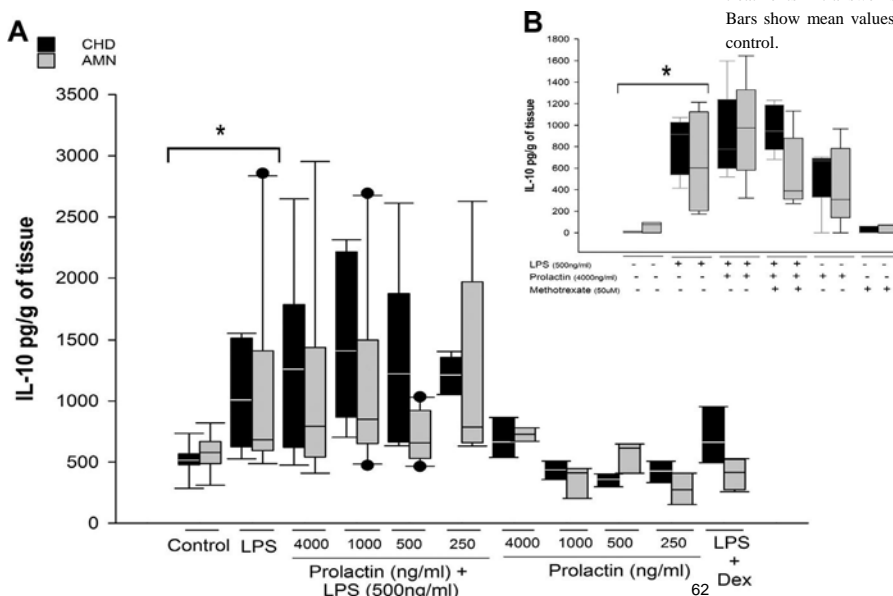 A
CHD
AMN
IL-10 pg/g of tissue
3500
3000
2500
2000
1500
1000
500
0
*
Control LPS 4000 1000 500 250 4000 1000 500 250 LPS
+
Dex
Prolactin (ng/ml) +
LPS (500ng/ml)
Prolactin (ng/ml)
62
B
Bars show mean values
control.
IL-10 pg/g of tissue
1800
1600
1400
1200
1000
800
600
400
200
0
*
LPS (500ng/ml) - - + + + + + + - - - -
Prolactin (4000ng/ml) - - - - + + + + + + - -
Methotrexate (50uM) - - - - - - + + - - + +